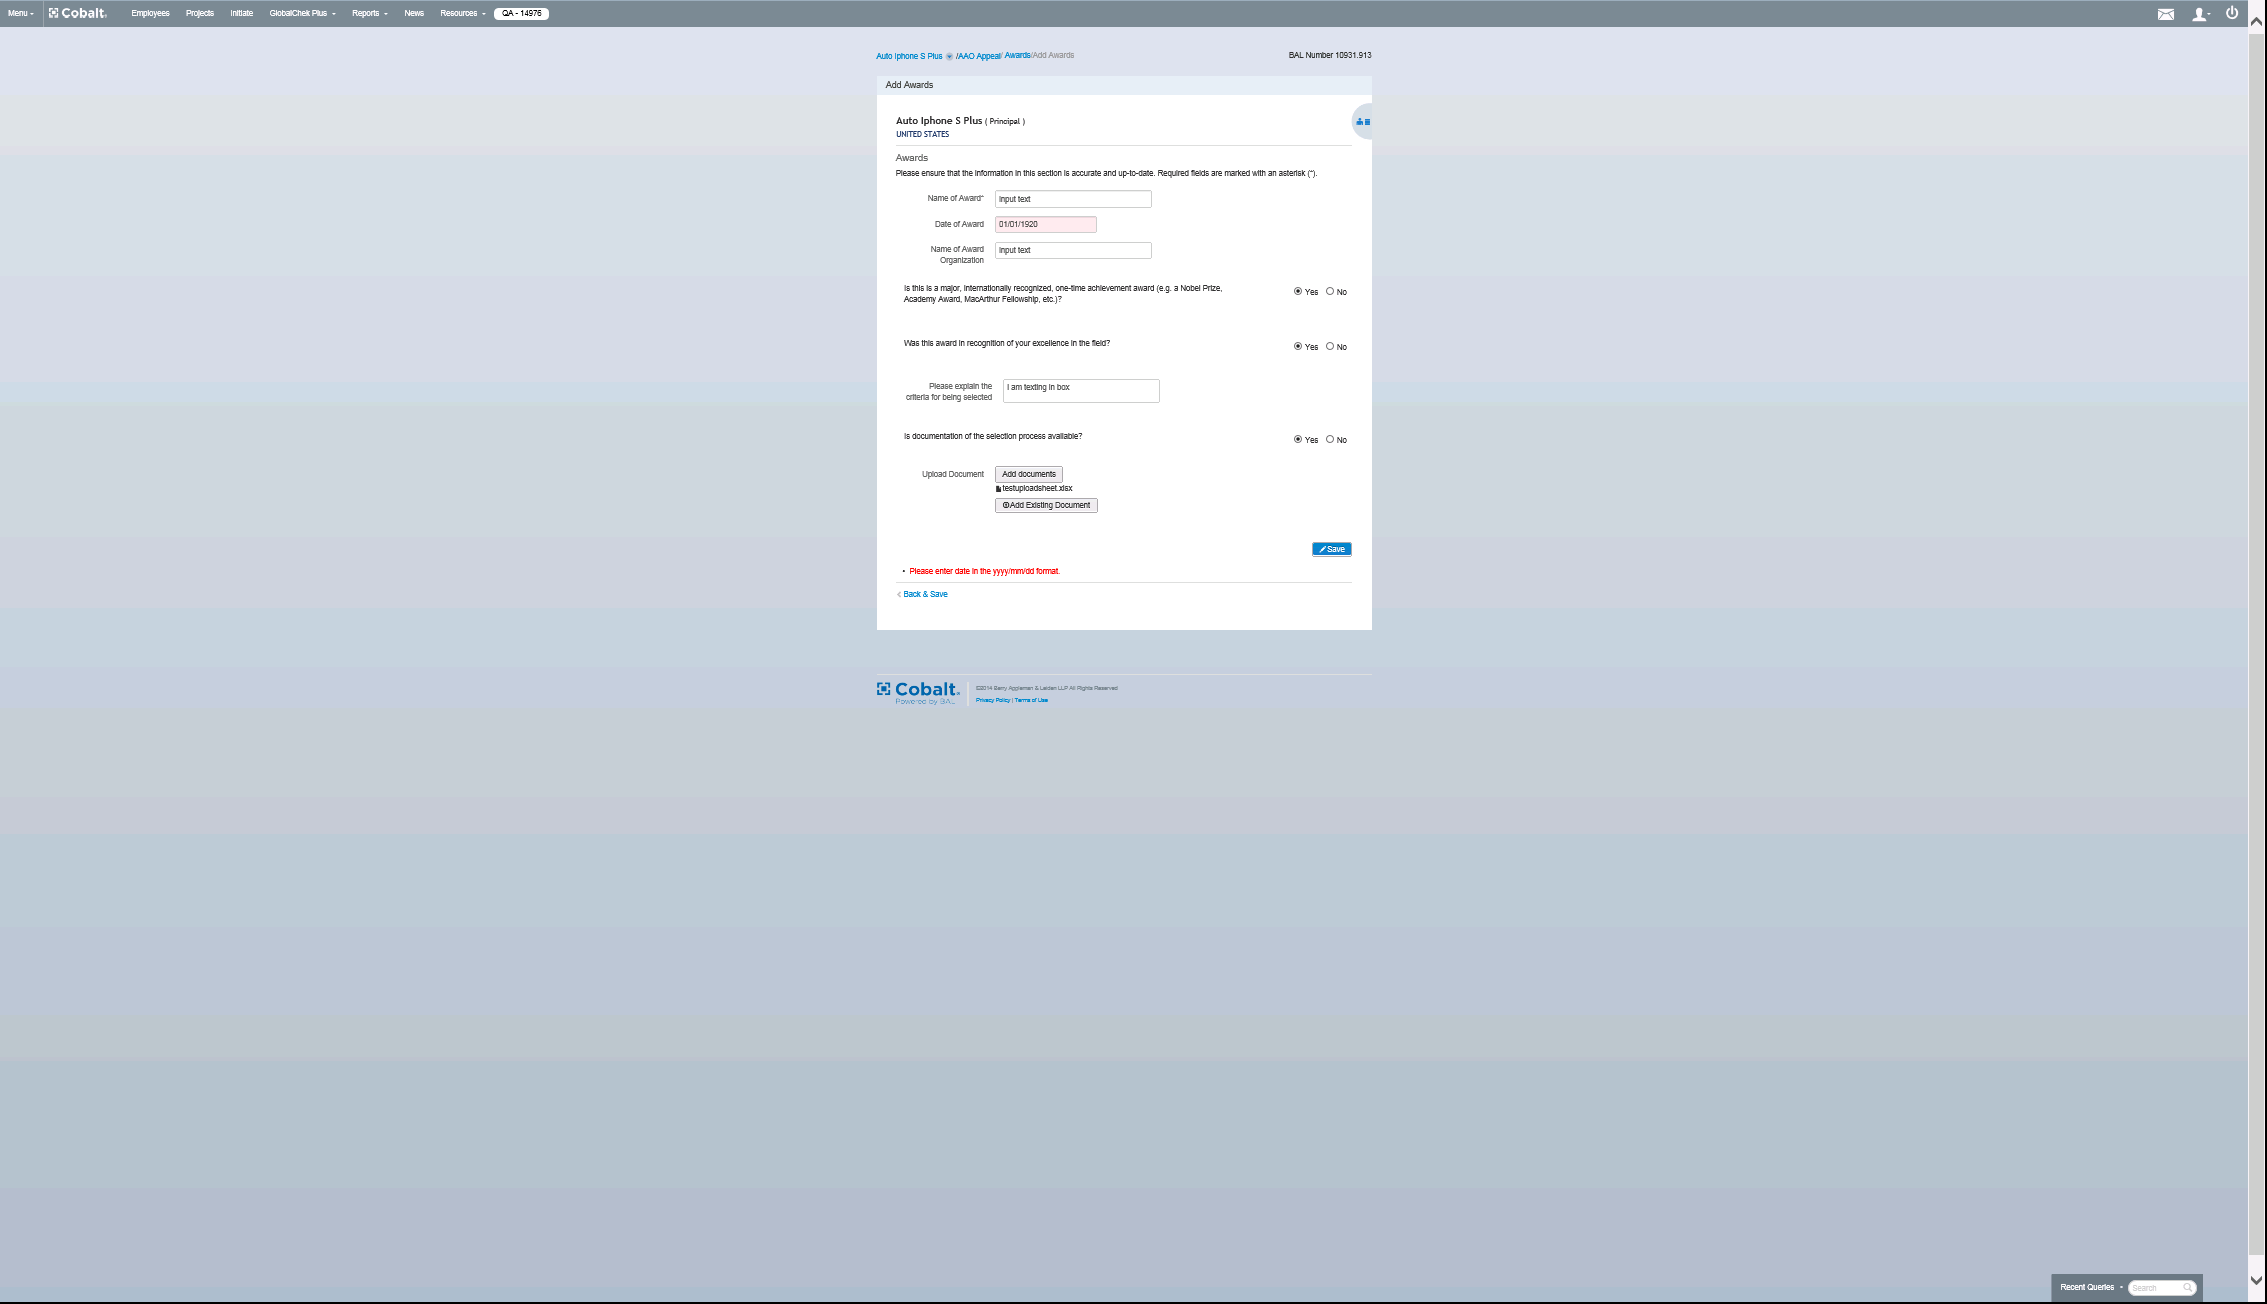 Menu Cobalt Employees Projects Initiate GlobalChek Plus Reports News Resources QA - 14976
Auto Iphone S Plus /AAO Appeal/ Awards/Add Awards BAL Number 10931.913
Add Awards
Auto Iphone S Plus ( Principal )
UNITED STATES
Awards
Please ensure that the information in this section is accurate and up-to-date. Required fields are marked with an asterisk (*).
Name of Award* Input text
Date of Award 01/01/1920
Name of Award
Organization
Input text
Is this is a major, internationally recognized, one-time achievement award (e.g. a Nobel Prize,
Academy Award, MacArthur Fellowship, etc.)?
Yes No
Was this award in recognition of your excellence in the field? Yes No
Please explain the
criteria for being selected
I am texting in box
Is documentation of the selection process available? Yes No
Upload Document Add documents
testuploadsheet.xlsx
Add Existing Document
Save
• Please enter date in the yyyy/mm/dd format.
< Back & Save
Cobalt
Powered by BAL
©2014 Berry Appleman & Leiden LLP All Rights Reserved
Privacy Policy | Terms of Use
Recent Queries Search